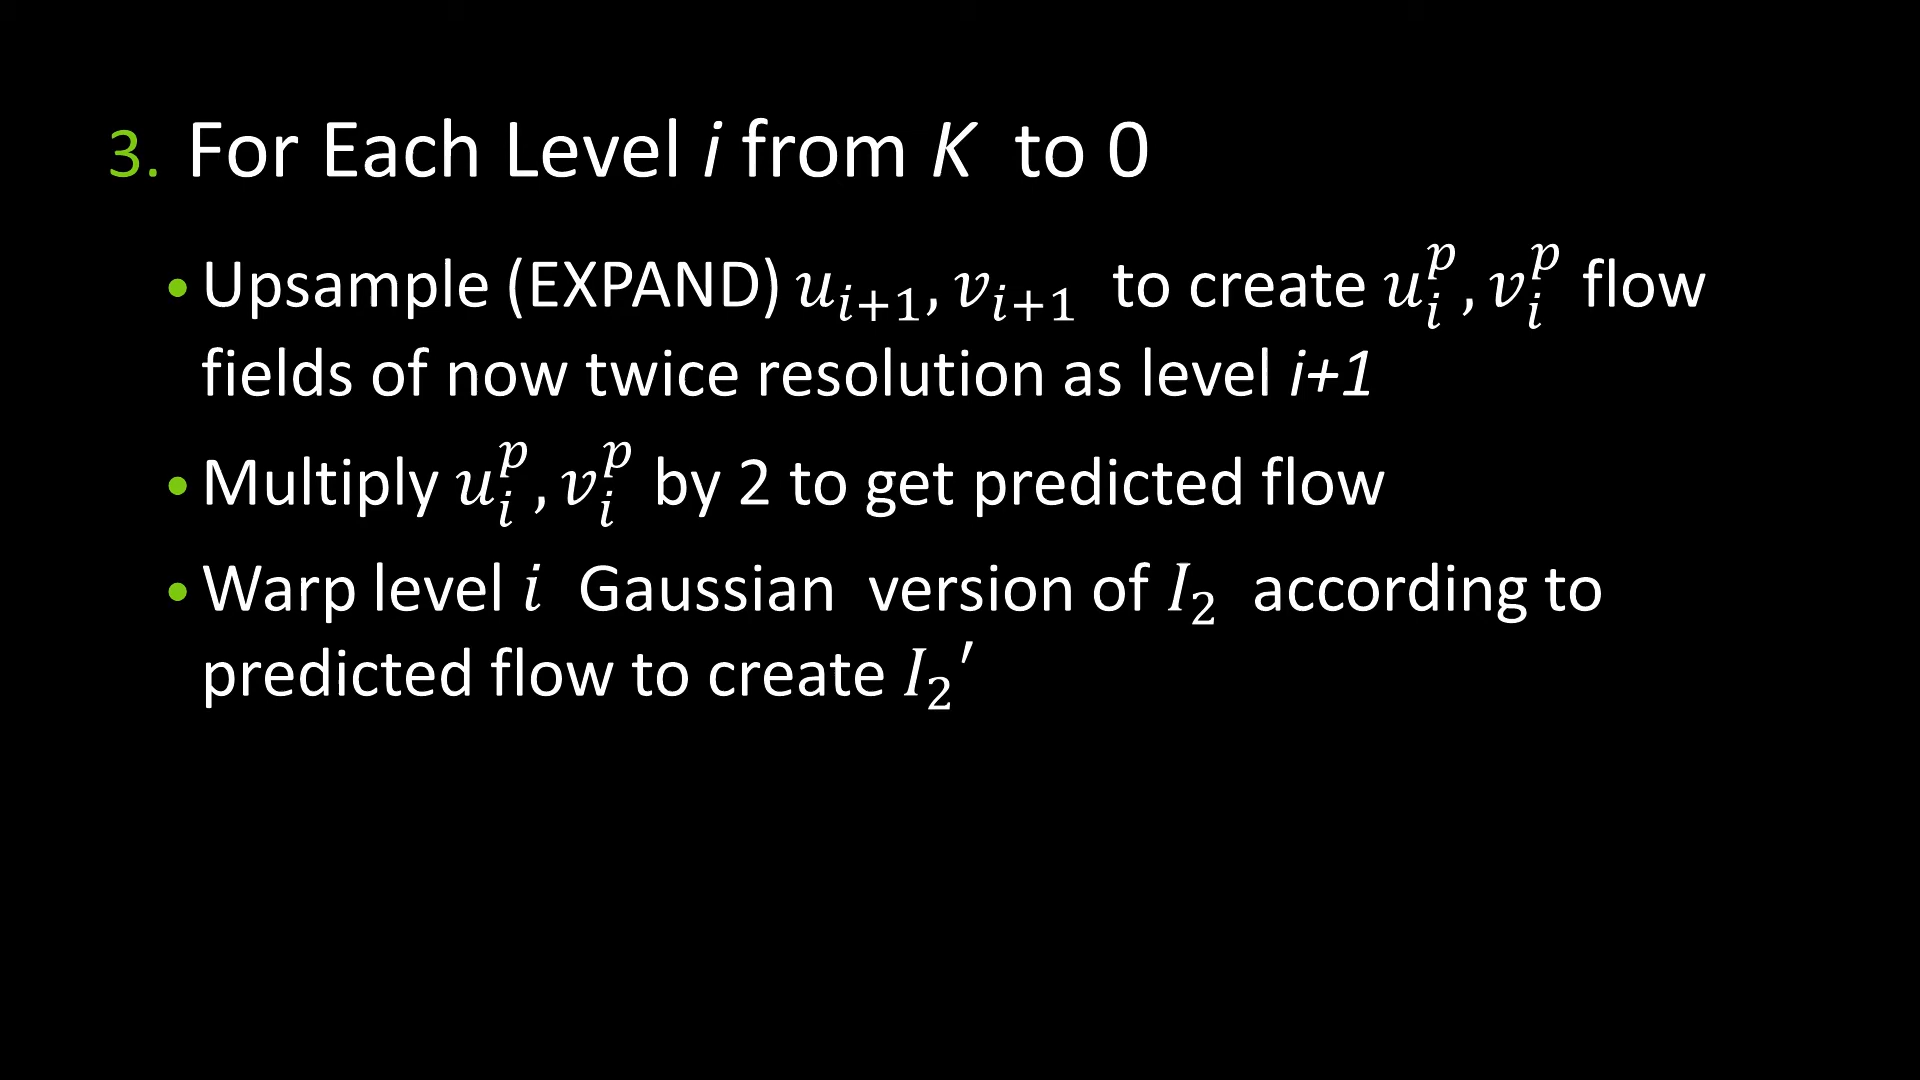 3. For Each Level i from K to 0
• Upsample (EXPAND) $u_{i+1}, v_{i+1}$ to create $u_i^p, v_i^p$ flow
fields of now twice resolution as level i+1
• Multiply $u_i^p, v_i^p$ by 2 to get predicted flow
• Warp level $i$ Gaussian version of $I_2$ according to
predicted flow to create $I_2'$